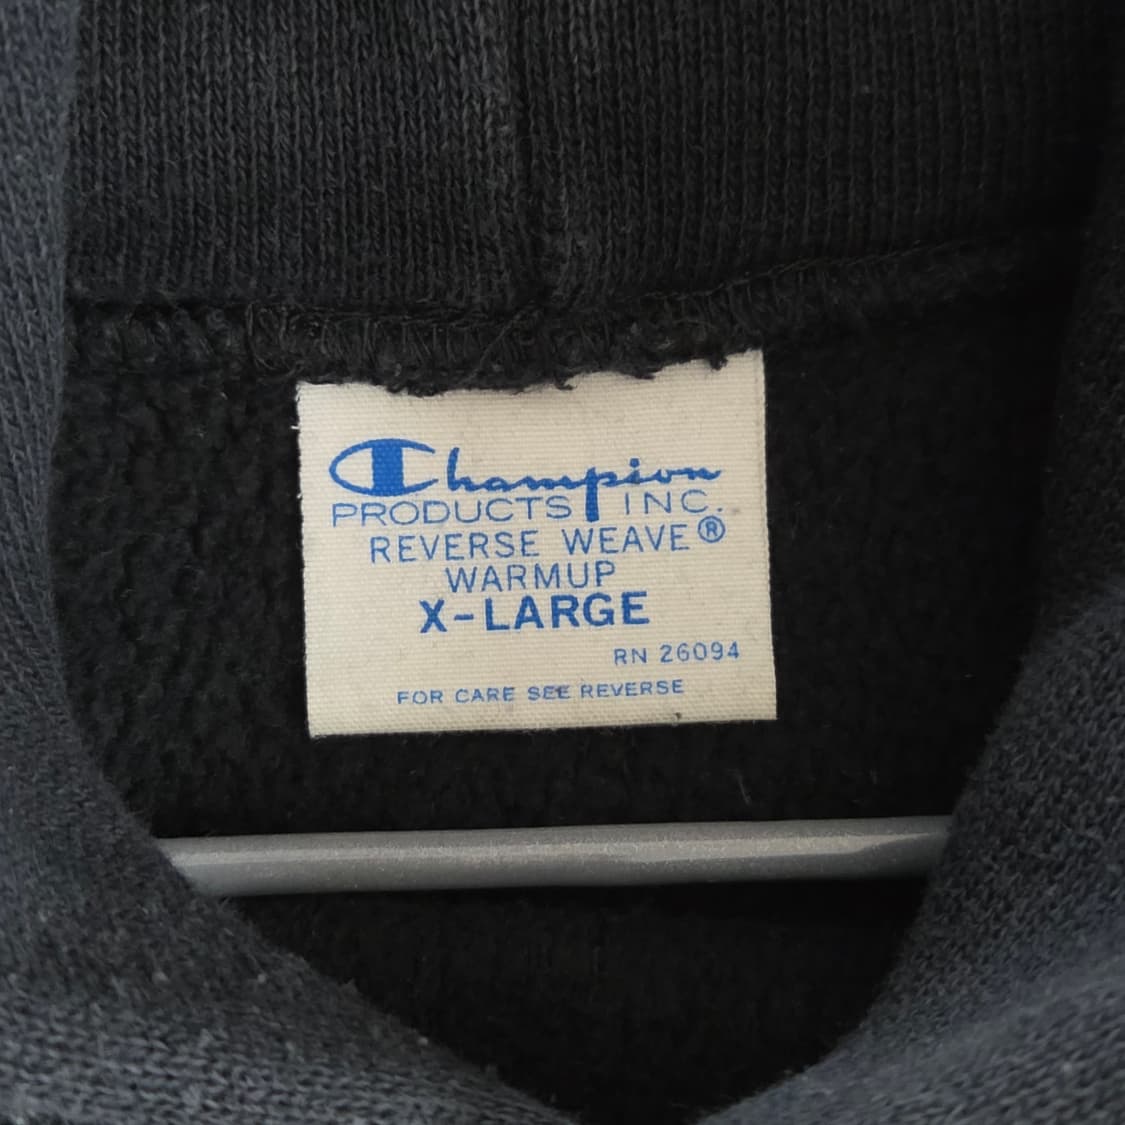 Champion
PRODUCTS INC.
REVERSE WEAVE®
WARMUP
X-LARGE
RN 26094
FOR CARE SEE REVERSE